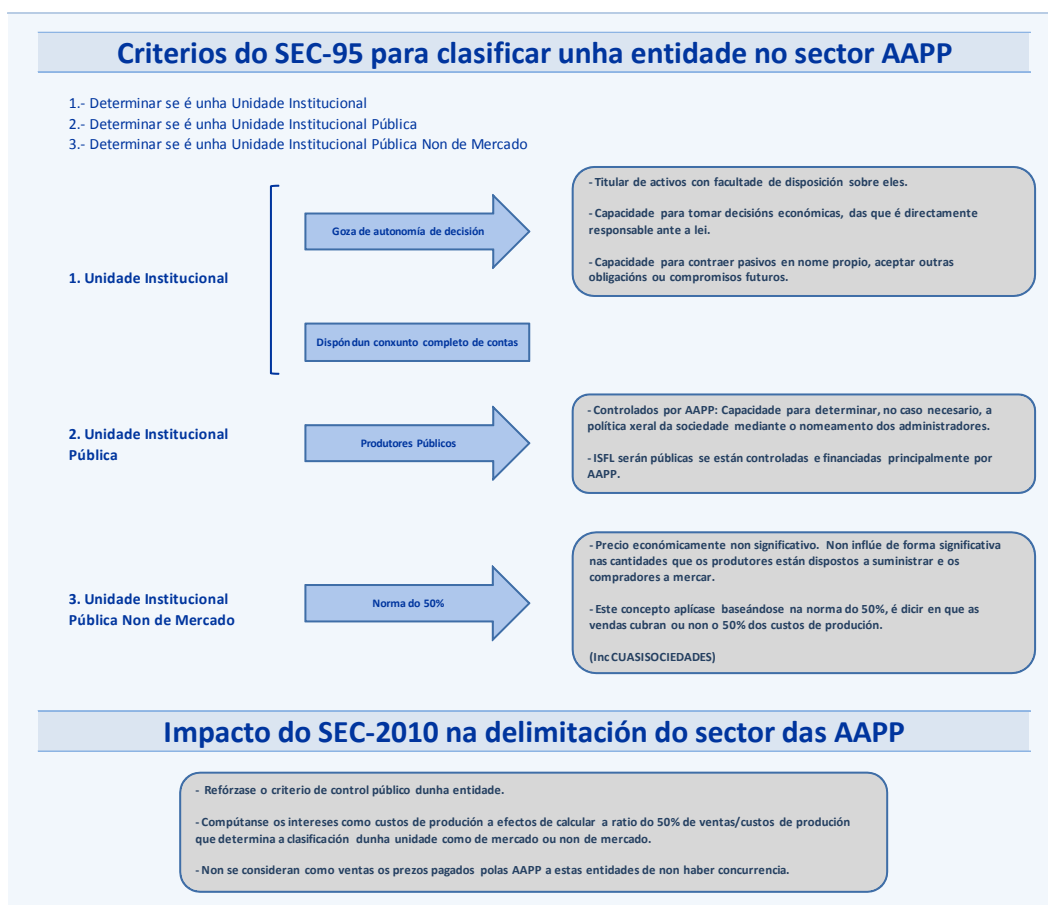 Criterios do SEC-95 para clasificar unha entidade no sector AAPP
1.- Determinar se é unha Unidade Institucional
2.- Determinar se é unha Unidade Institucional Pública
3.- Determinar se é unha Unidade Institucional Pública Non de Mercado
1. Unidade Institucional
Goza de autonomía de decisión
- Titular de activos con facultade de disposición sobre eles.
- Capacidade para tomar decisións económicas, das que é directamente
responsable ante a lei.
- Capacidade para contraer pasivos en nome propio, aceptar outras
obligacións ou compromisos futuros.
Dispón dun conxunto completo de contas
2. Unidade Institucional
Pública
Produtores Públicos
- Controlados por AAPP: Capacidade para determinar, no caso necesario, a
política xeral da sociedade mediante o nomeamento dos administradores.
- ISFL serán públicas se están controladas e financiadas principalmente por
AAPP.
3. Unidade Institucional
Pública Non de Mercado
Norma do 50%
- Precio económicamente non significativo. Non inflúe de forma significativa
nas cantidades que os produtores están dispostos a suministrar e os
compradores a mercar.
- Este concepto aplícase baseándose na norma do 50%, é dicir en que as
vendas cubran ou non o 50% dos custos de produción.
(Inc CUASISOCIEDADES)
Impacto do SEC-2010 na delimitación do sector das AAPP
- Refórzase o criterio de control público dunha entidade.
- Compútanse os intereses como custos de produción a efectos de calcular a ratio do 50% de ventas/custos de produción
que determina a clasificación dunha unidade como de mercado ou non de mercado.
- Non se consideran como ventas os prezos pagados polas AAPP a estas entidades de non haber concurrencia.